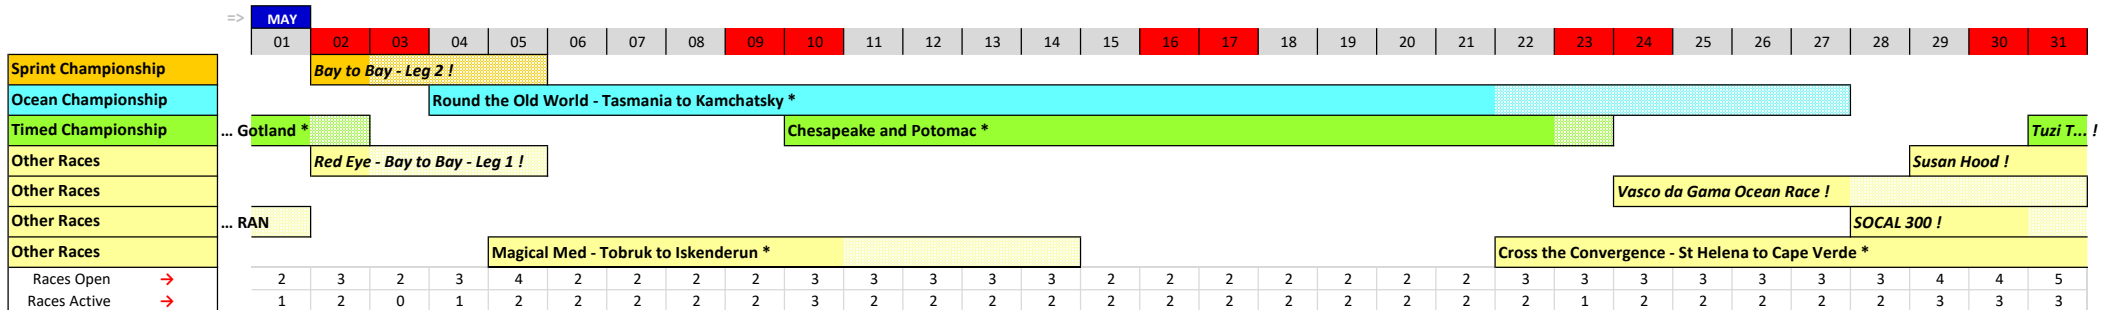 => MAY
01 02 03 04 05 06 07 08 09 10 11 12 13 14 15 16 17 18 19 20 21 22 23 24 25 26 27 28 29 30 31
Sprint Championship Bay to Bay - Leg 2 !
Ocean Championship Round the Old World - Tasmania to Kamchatsky *
Timed Championship ... Gotland * Chesapeake and Potomac * Tuzi T... !
Other Races Red Eye - Bay to Bay - Leg 1 ! Susan Hood !
Other Races Vasco da Gama Ocean Race !
Other Races ... RAN SOCAL 300 !
Other Races Magical Med - Tobruk to Iskenderun * Cross the Convergence - St Helena to Cape Verde *
Races Open → 2 3 2 3 4 2 2 2 2 3 3 3 3 3 2 2 2 2 2 2 2 3 3 3 3 3 3 3 4 4 5
Races Active → 1 2 0 1 2 2 2 2 2 3 2 2 2 2 2 2 2 2 2 2 2 2 1 2 2 2 2 2 3 3 3